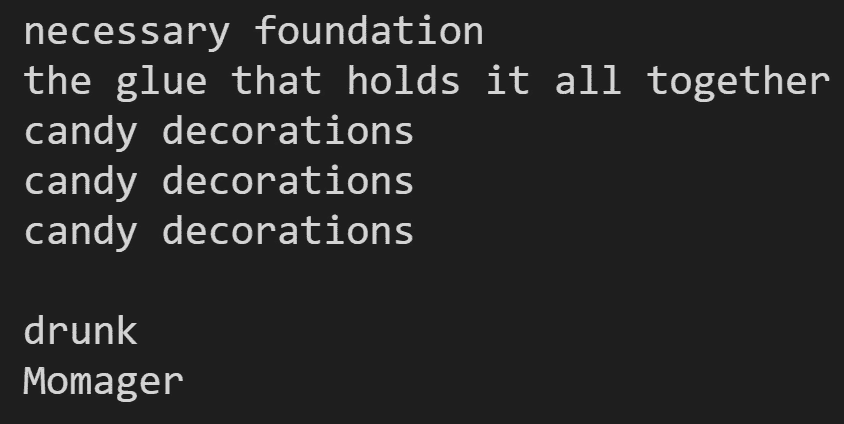 necessary foundation
the glue that holds it all together
candy decorations
candy decorations
candy decorations
drunk
Momager